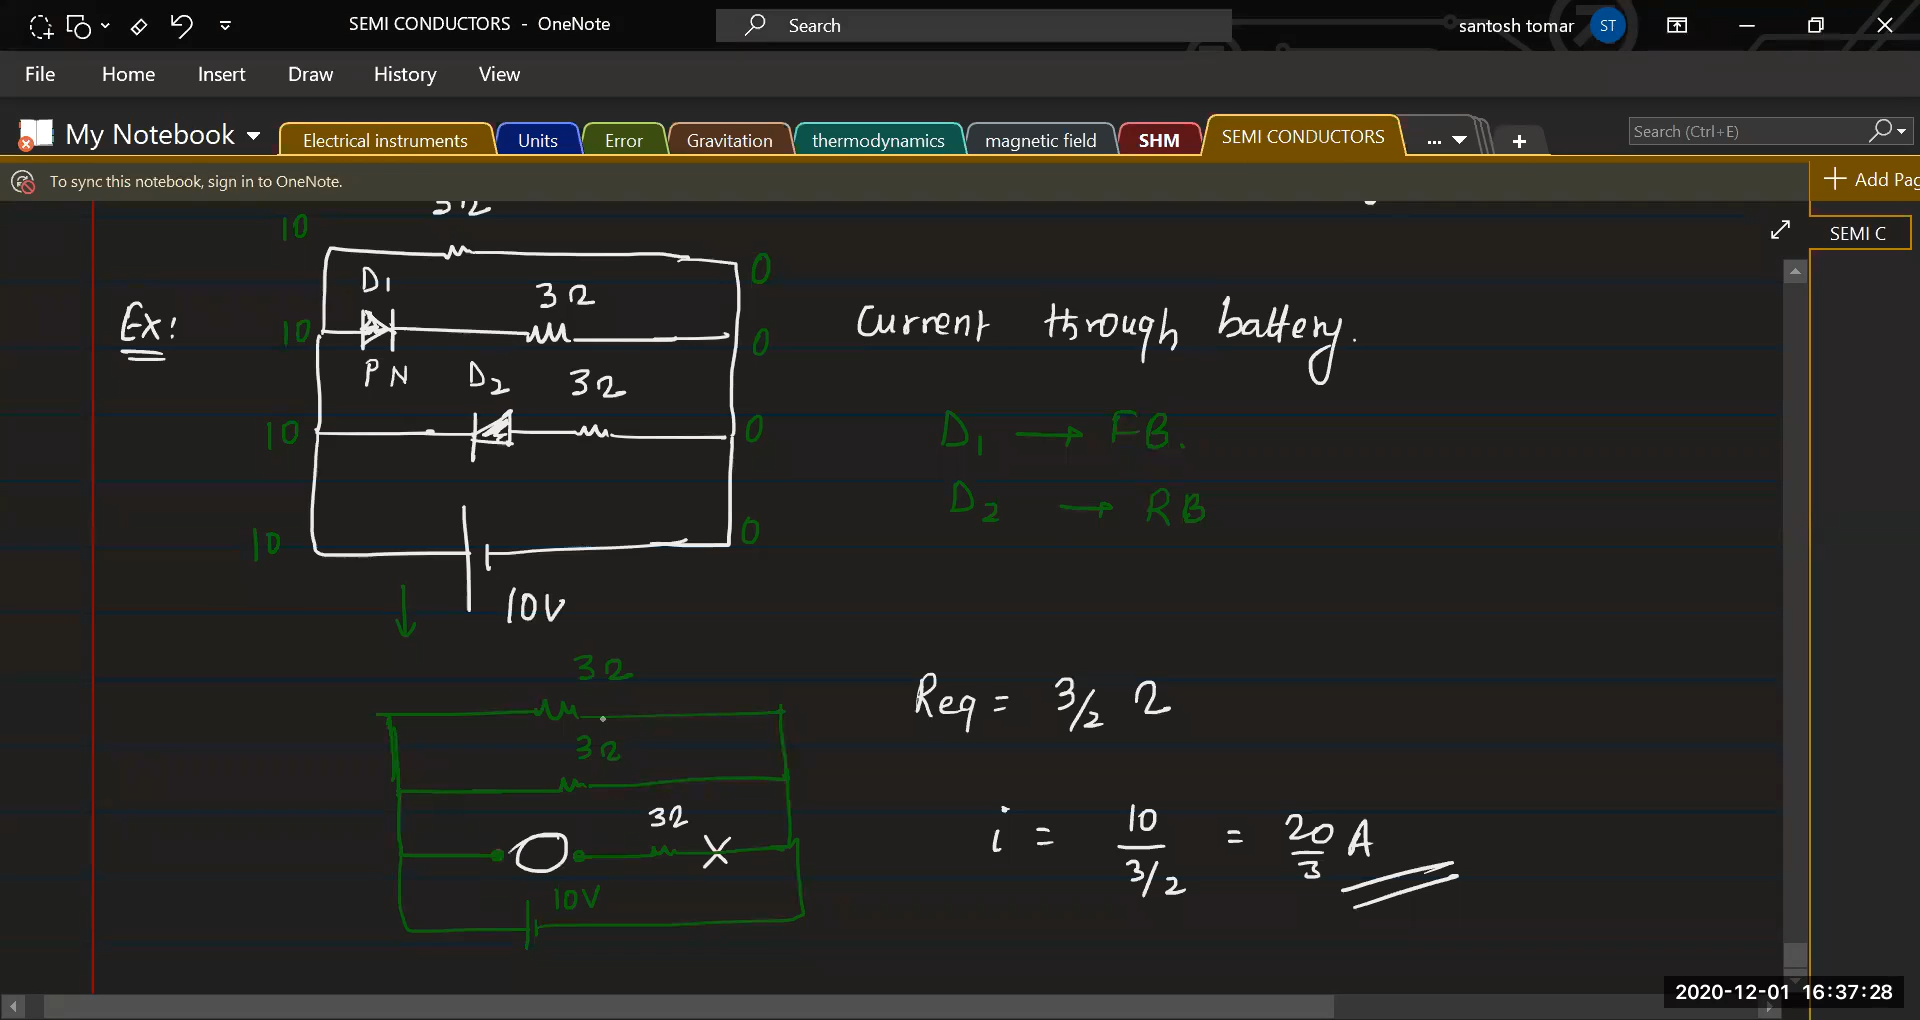 SEMI CONDUCTORS - OneNote
Search
santosh tomar ST
File Home Insert Draw History View
My Notebook
Electrical instruments Units Error Gravitation thermodynamics magnetic field SHM SEMI CONDUCTORS ... +
Search (Ctrl+E)
To sync this notebook, sign in to OneNote.
Add Pag
SEMI C
3Ω
10 0
D1 3Ω
Ex: 10 0
Current through battery.
P N D2 3Ω
10 0
D1 → FB.
D2 → RB
10 0
10V
3Ω
Req = 3/2 Ω
3Ω
3Ω X
i = 10/3/2 = 20/3 A
10V
2020-12-01 16:37:28